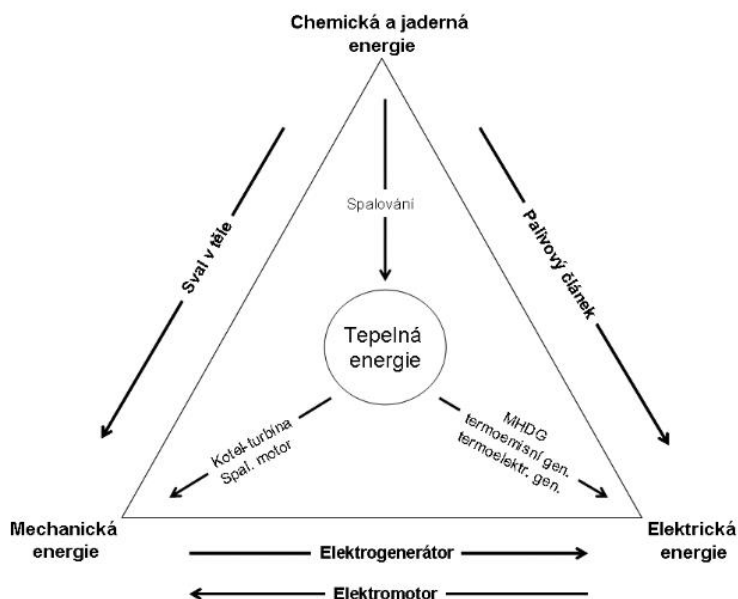 Chemická a jaderná
energie
Spalování
Sval v těle
Palivový článek
Tepelná
energie
Kotel-turbína
Spal. motor
MHDG
termoemisní gen.
termoelektr. gen.
Mechanická
energie
Elektrická
energie
Elektrogenerátor
Elektromotor